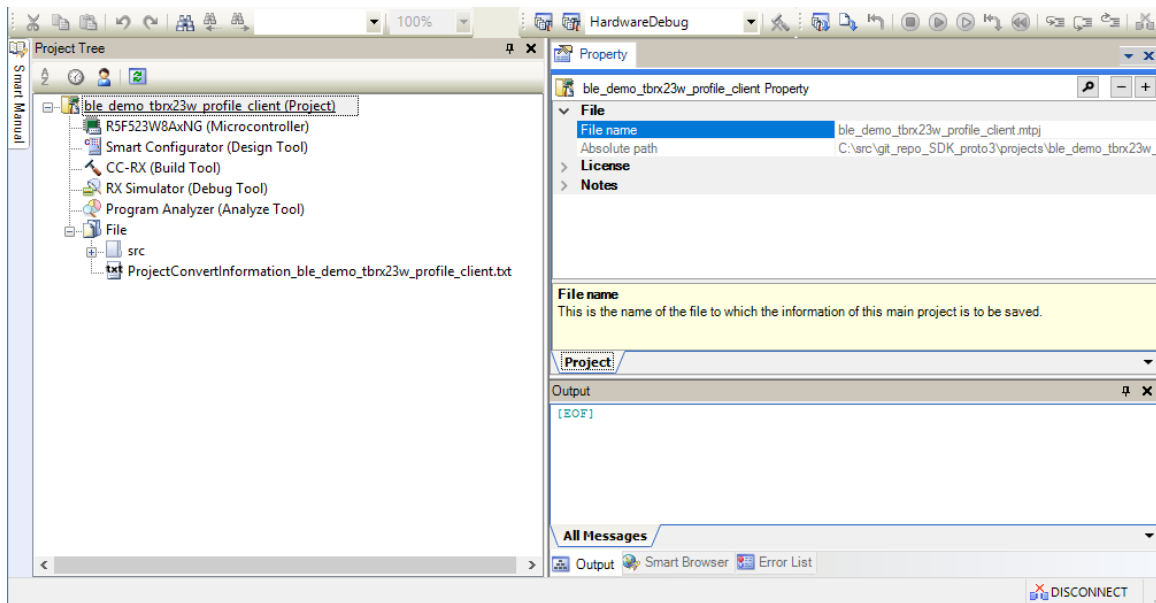 100%
HardwareDebug
Smart Manual
Project Tree
ble_demo_tbrx23w_profile_client (Project)
R5F523W8AxNG (Microcontroller)
Smart Configurator (Design Tool)
CC-RX (Build Tool)
RX Simulator (Debug Tool)
Program Analyzer (Analyze Tool)
File
src
txt ProjectConvertInformation_ble_demo_tbrx23w_profile_client.txt
Property
ble_demo_tbrx23w_profile_client Property
File
File name ble_demo_tbrx23w_profile_client.mtpj
Absolute path C:\src\git_repo_SDK_proto3\projects\ble_demo_tbrx23w_
License
Notes
File name
This is the name of the file to which the information of this main project is to be saved.
Project
Output
[EOF]
All Messages
Output Smart Browser Error List
DISCONNECT